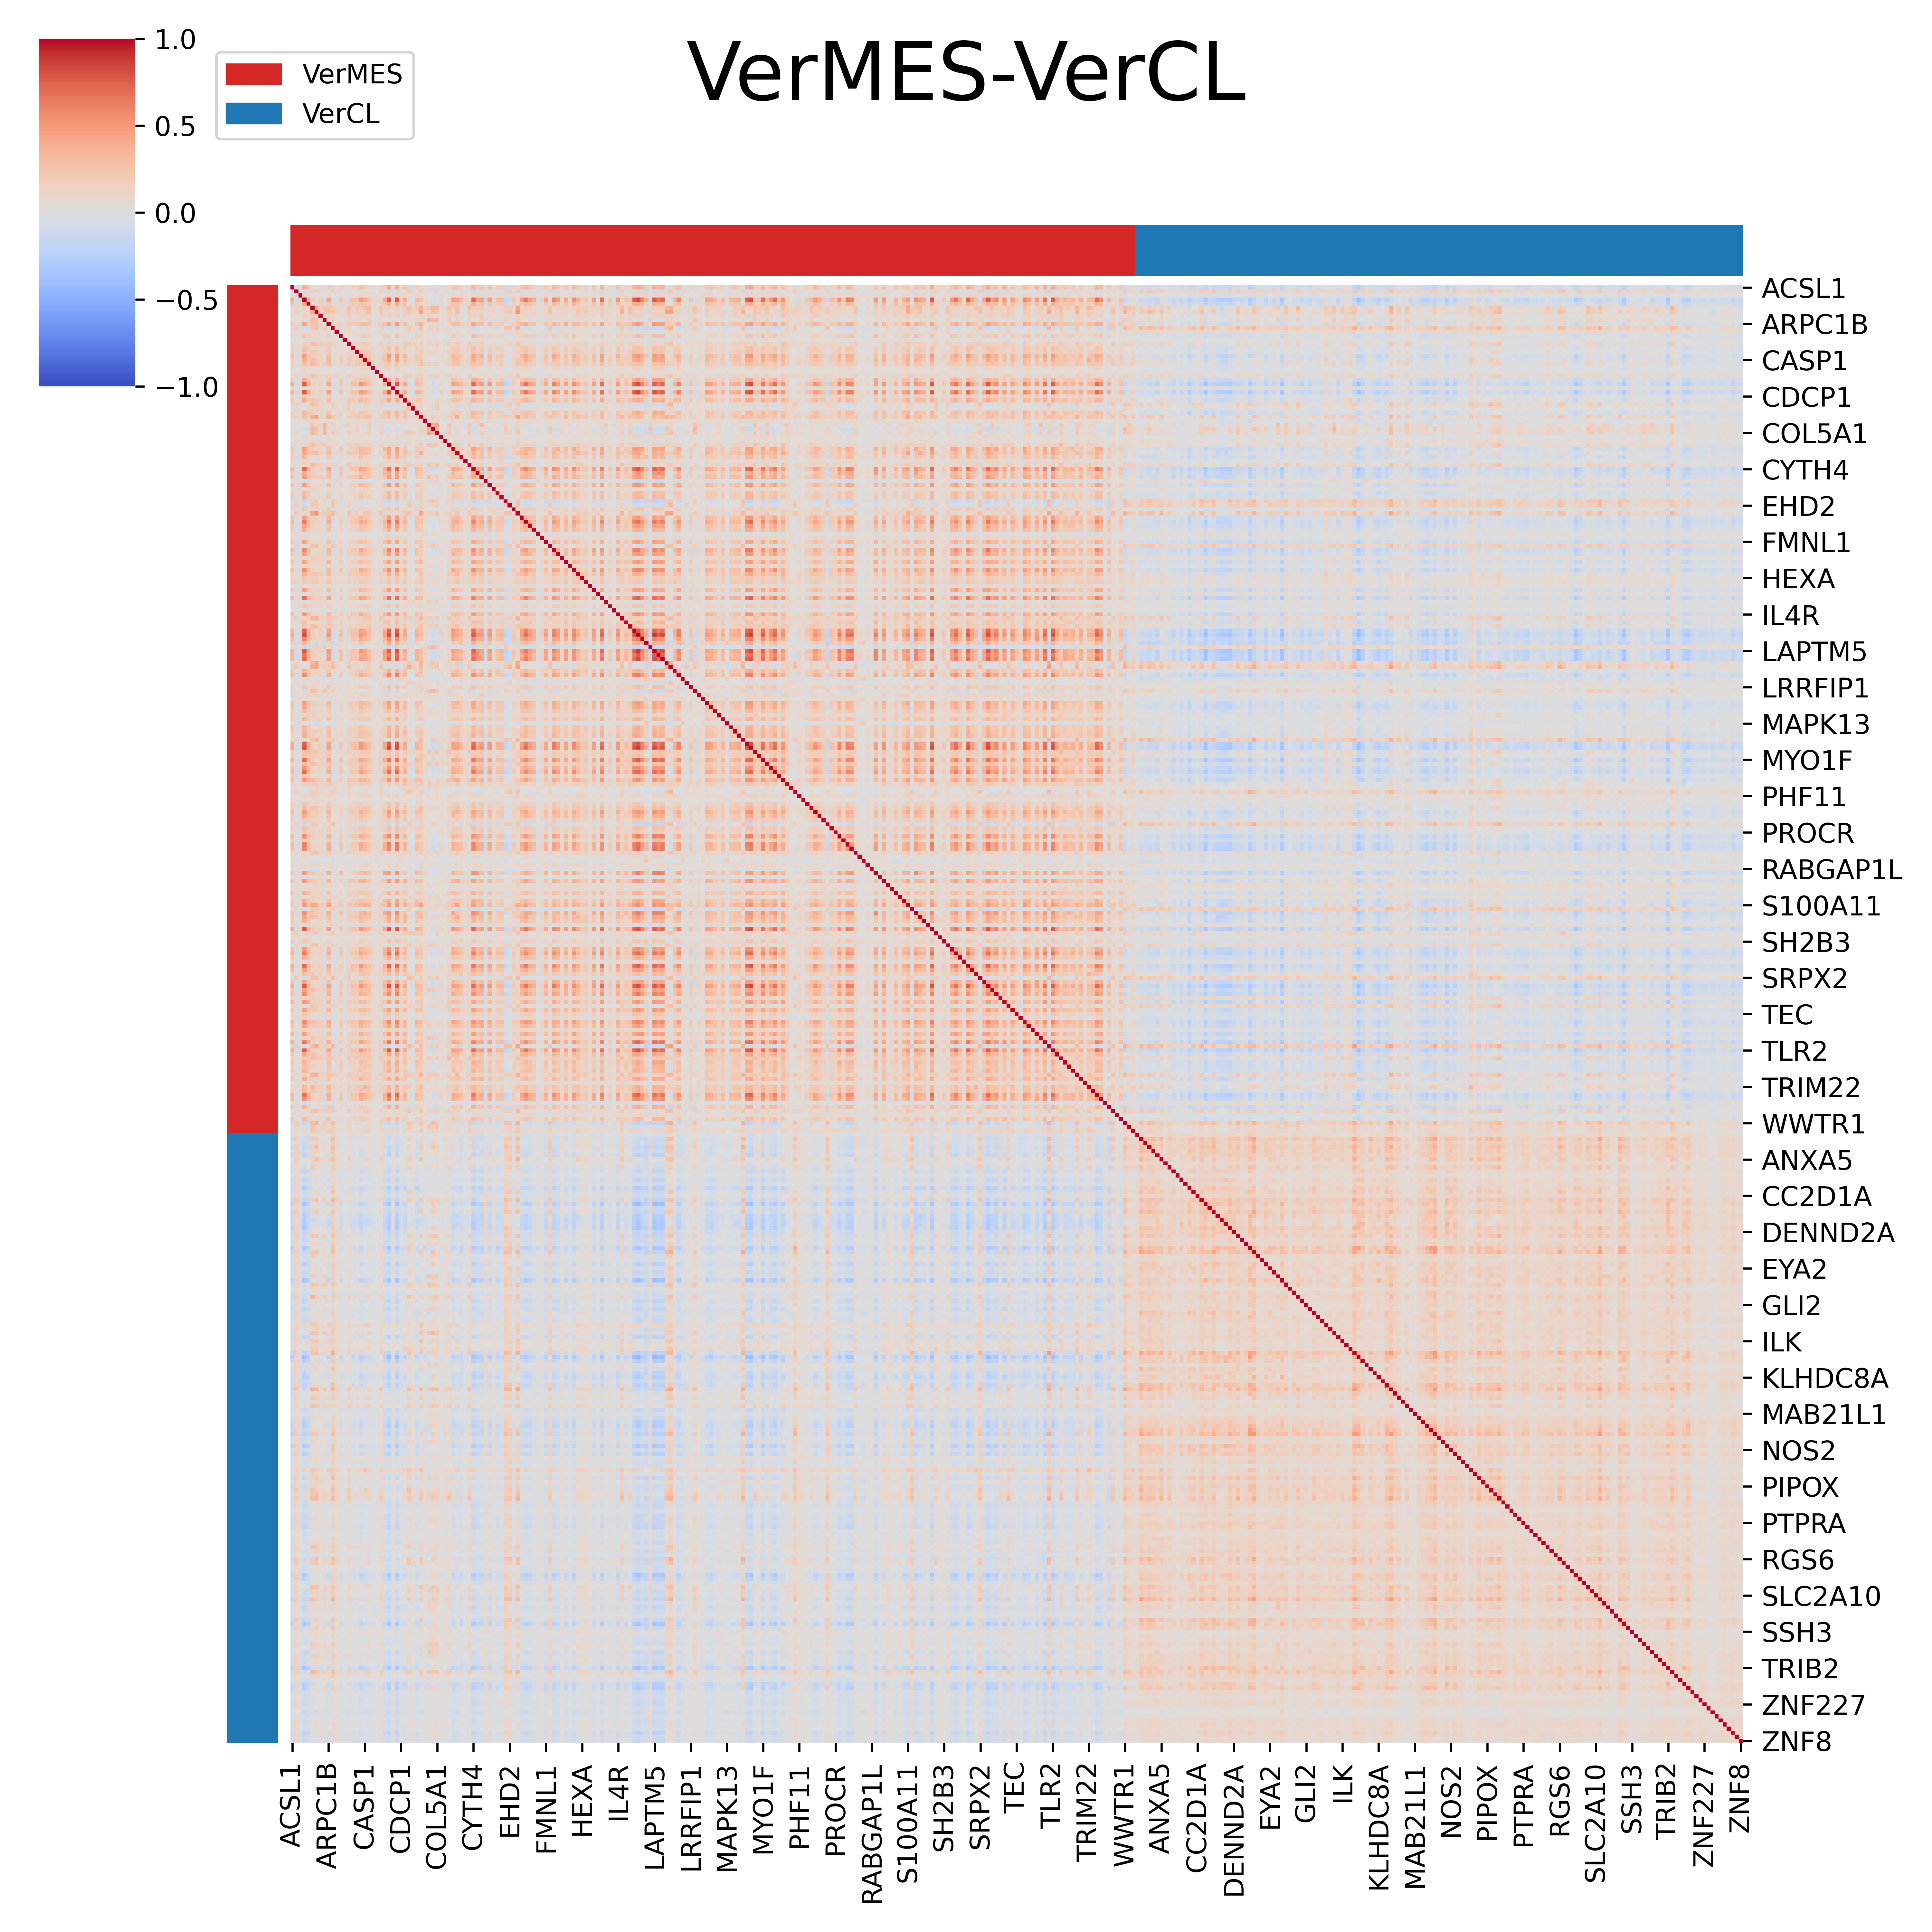 VerMES-VerCL
1.0
0.5
0.0
−0.5
−1.0
VerMES
VerCL
ACSL1
ARPC1B
CASP1
CDCP1
COL5A1
CYTH4
EHD2
FMNL1
HEXA
IL4R
LAPTM5
LRRFIP1
MAPK13
MYO1F
PHF11
PROCR
RABGAP1L
S100A11
SH2B3
SRPX2
TEC
TLR2
TRIM22
WWTR1
ANXA5
CC2D1A
DENND2A
EYA2
GLI2
ILK
KLHDC8A
MAB21L1
NOS2
PIPOX
PTPRA
RGS6
SLC2A10
SSH3
TRIB2
ZNF227
ZNF8
ACSL1
ARPC1B
CASP1
CDCP1
COL5A1
CYTH4
EHD2
FMNL1
HEXA
IL4R
LAPTM5
LRRFIP1
MAPK13
MYO1F
PHF11
PROCR
RABGAP1L
S100A11
SH2B3
SRPX2
TEC
TLR2
TRIM22
WWTR1
ANXA5
CC2D1A
DENND2A
EYA2
GLI2
ILK
KLHDC8A
MAB21L1
NOS2
PIPOX
PTPRA
RGS6
SLC2A10
SSH3
TRIB2
ZNF227
ZNF8